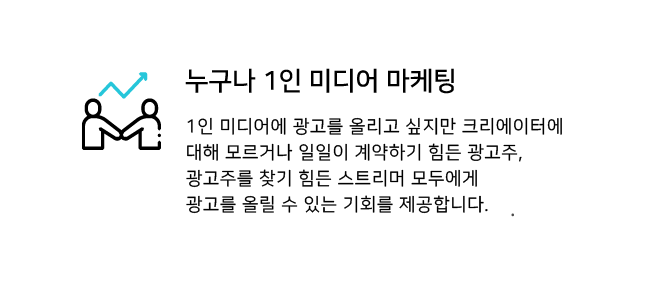 누구나 1인 미디어 마케팅
1인 미디어에 광고를 올리고 싶지만 크리에이터에
대해 모르거나 일일이 계약하기 힘든 광고주,
광고주를 찾기 힘든 스트리머 모두에게
광고를 올릴 수 있는 기회를 제공합니다.